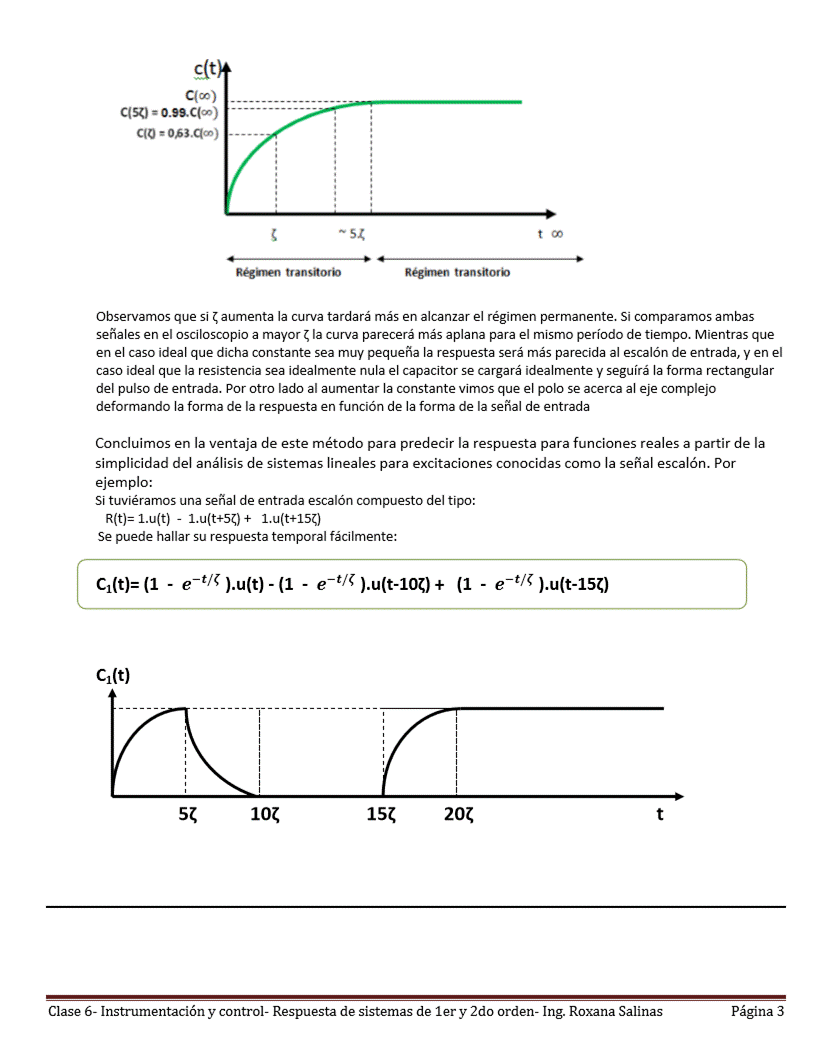 c(t)
C(∞)
C(5ζ) = 0.99.C(∞)
C(ζ) = 0,63.C(∞)
ζ ~ 5.ζ t ∞
Régimen transitorio Régimen transitorio
Observamos que si ζ aumenta la curva tardará más en alcanzar el régimen permanente. Si comparamos ambas
señales en el osciloscopio a mayor ζ la curva parecerá más aplana para el mismo período de tiempo. Mientras que
en el caso ideal que dicha constante sea muy pequeña la respuesta será más parecida al escalón de entrada, y en el
caso ideal que la resistencia sea idealmente nula el capacitor se cargará idealmente y seguírá la forma rectangular
del pulso de entrada. Por otro lado al aumentar la constante vimos que el polo se acerca al eje complejo
deformando la forma de la respuesta en función de la forma de la señal de entrada
Concluimos en la ventaja de este método para predecir la respuesta para funciones reales a partir de la
simplicidad del análisis de sistemas lineales para excitaciones conocidas como la señal escalón. Por
ejemplo:
Si tuviéramos una señal de entrada escalón compuesto del tipo:
R(t)= 1.u(t) - 1.u(t+5ζ) + 1.u(t+15ζ)
Se puede hallar su respuesta temporal fácilmente:
C₁(t)= (1 - e^{-t/ζ} ).u(t) - (1 - e^{-t/ζ} ).u(t-10ζ) + (1 - e^{-t/ζ} ).u(t-15ζ)
C₁(t)
5ζ 10ζ 15ζ 20ζ t
Clase 6- Instrumentación y control- Respuesta de sistemas de 1er y 2do orden- Ing. Roxana Salinas Página 3